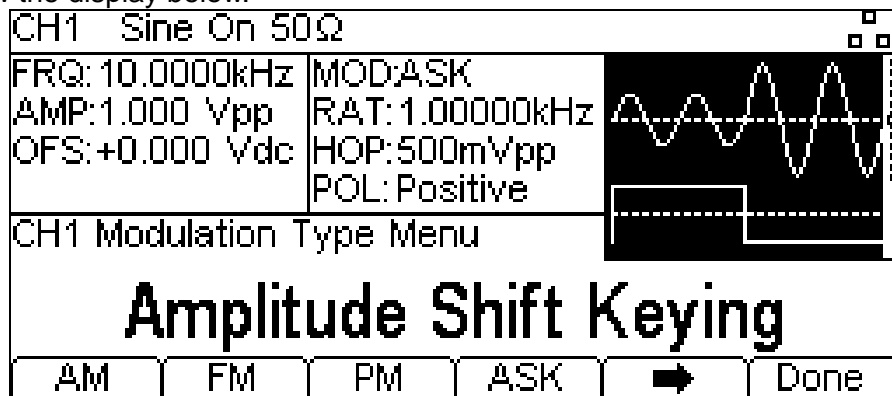 CH1 Sine On 50Ω
FRQ: 10.0000kHz
AMP:1.000 Vpp
OFS:+0.000 Vdc
MOD:ASK
RAT: 1.00000kHz
HOP:500mVpp
POL: Positive
CH1 Modulation Type Menu
Amplitude Shift Keying
AM FM PM ASK Done